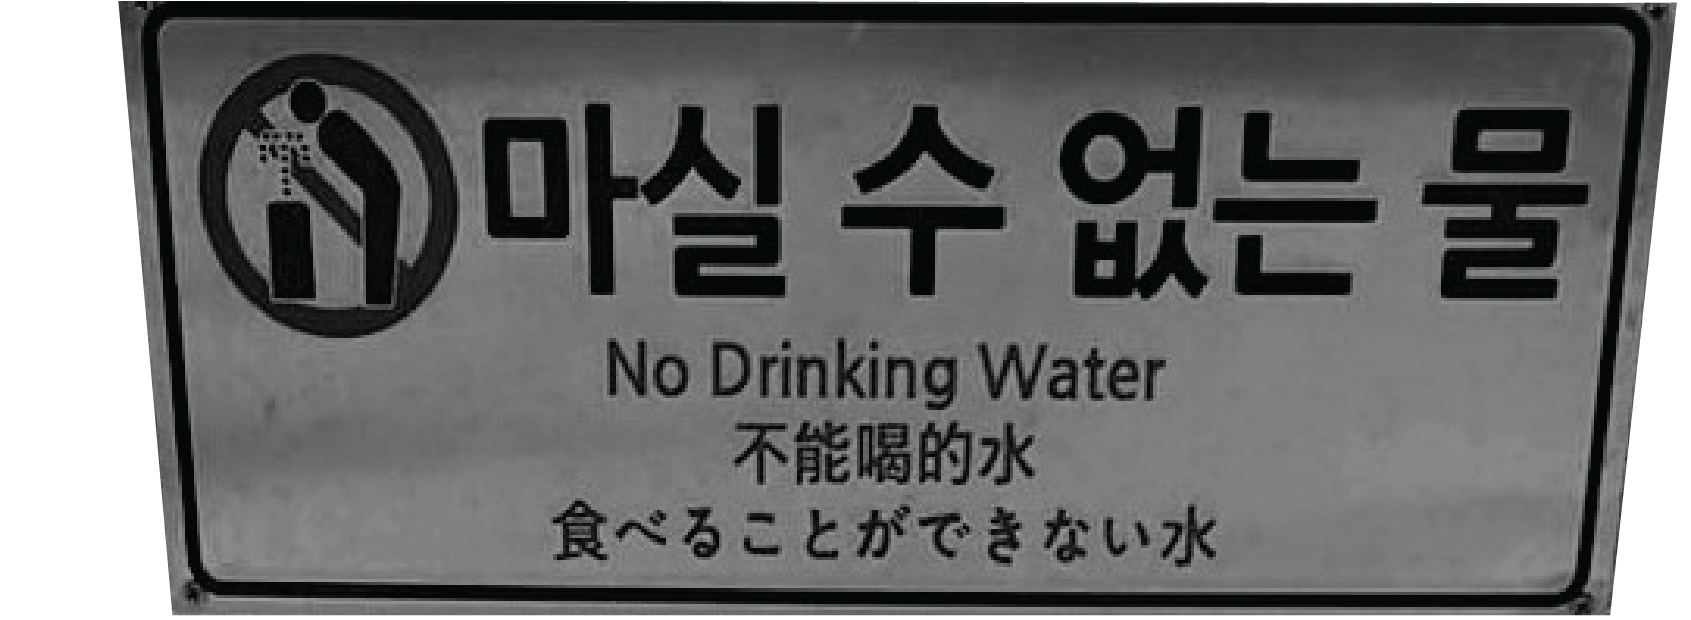 마실 수 없는 물
No Drinking Water
不能喝的水
食べることができない水